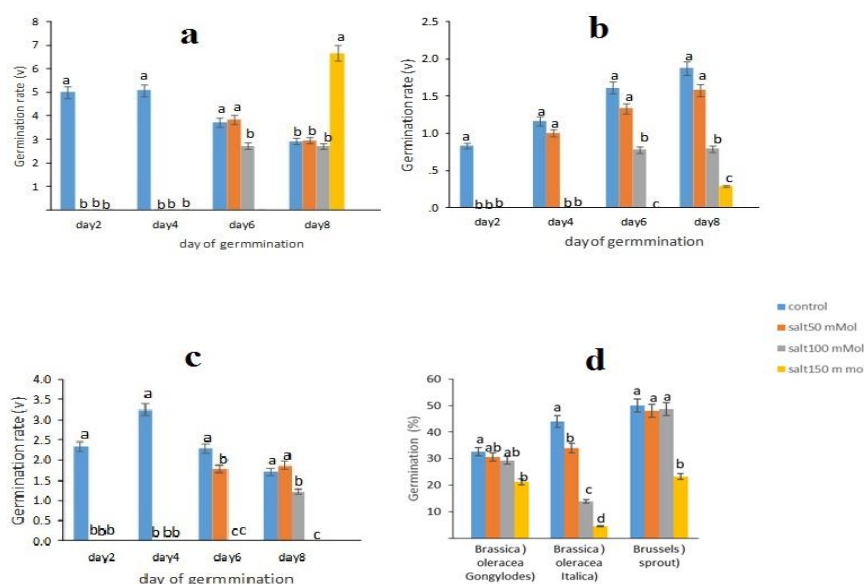 a
8
7
6
5
4
3
2
1
Germination rate (v)
a
b b b
a
b b b
a a b
b b b a
day2 day4 day6 day8
day of germmination
b
2.5
2.0
1.5
1.0
.5
.0
Germination rate (v)
a
b b b
a a
b b
a a b c
a a b c
day2 day4 day6 day8
day of germmination
c
4.0
3.5
3.0
2.5
2.0
1.5
1.0
0.5
0.0
Germination rate (v)
a
b b b
a
b b b
a b c c
a a b c
day2 day4 day6 day8
day of germmination
d
60
50
40
30
20
10
Germination (%)
a ab ab b
a b c d
a a a b
Brassica ) Brassica ) Brussels )
oleracea oleracea sprout)
Gongylodes) Italica)
control
salt50 mMol
salt100 mMol
salt150 m mo